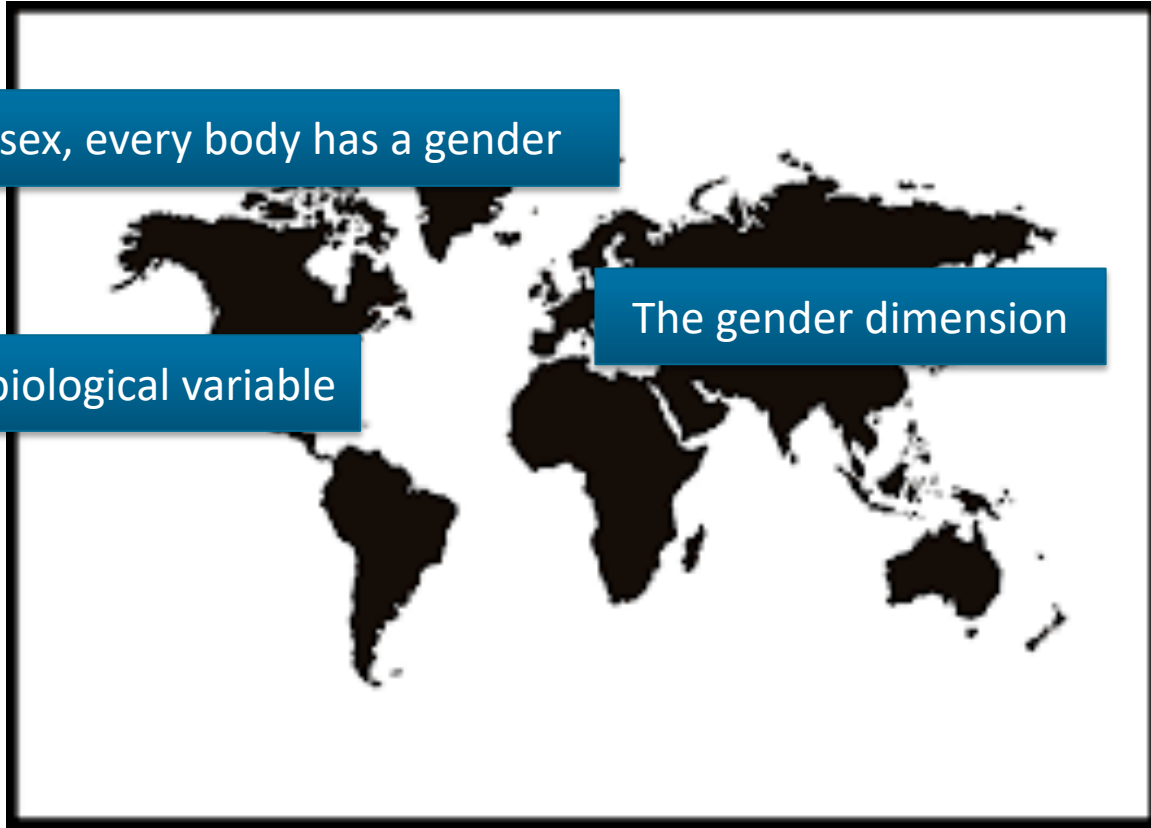 sex, every body has a gender
The gender dimension
biological variable